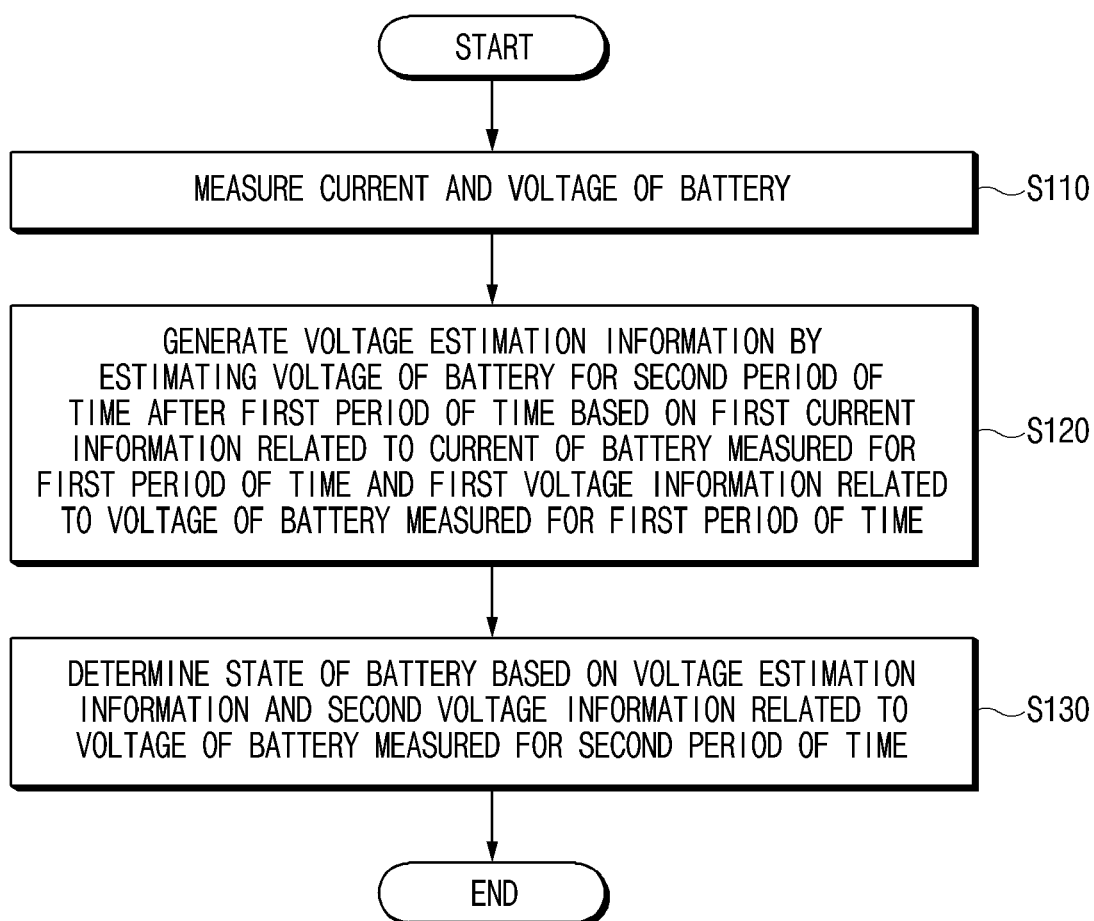 START
MEASURE CURRENT AND VOLTAGE OF BATTERY
S110
GENERATE VOLTAGE ESTIMATION INFORMATION BY
ESTIMATING VOLTAGE OF BATTERY FOR SECOND PERIOD OF
TIME AFTER FIRST PERIOD OF TIME BASED ON FIRST CURRENT
INFORMATION RELATED TO CURRENT OF BATTERY MEASURED FOR
FIRST PERIOD OF TIME AND FIRST VOLTAGE INFORMATION RELATED
TO VOLTAGE OF BATTERY MEASURED FOR FIRST PERIOD OF TIME
S120
DETERMINE STATE OF BATTERY BASED ON VOLTAGE ESTIMATION
INFORMATION AND SECOND VOLTAGE INFORMATION RELATED TO
VOLTAGE OF BATTERY MEASURED FOR SECOND PERIOD OF TIME
S130
END